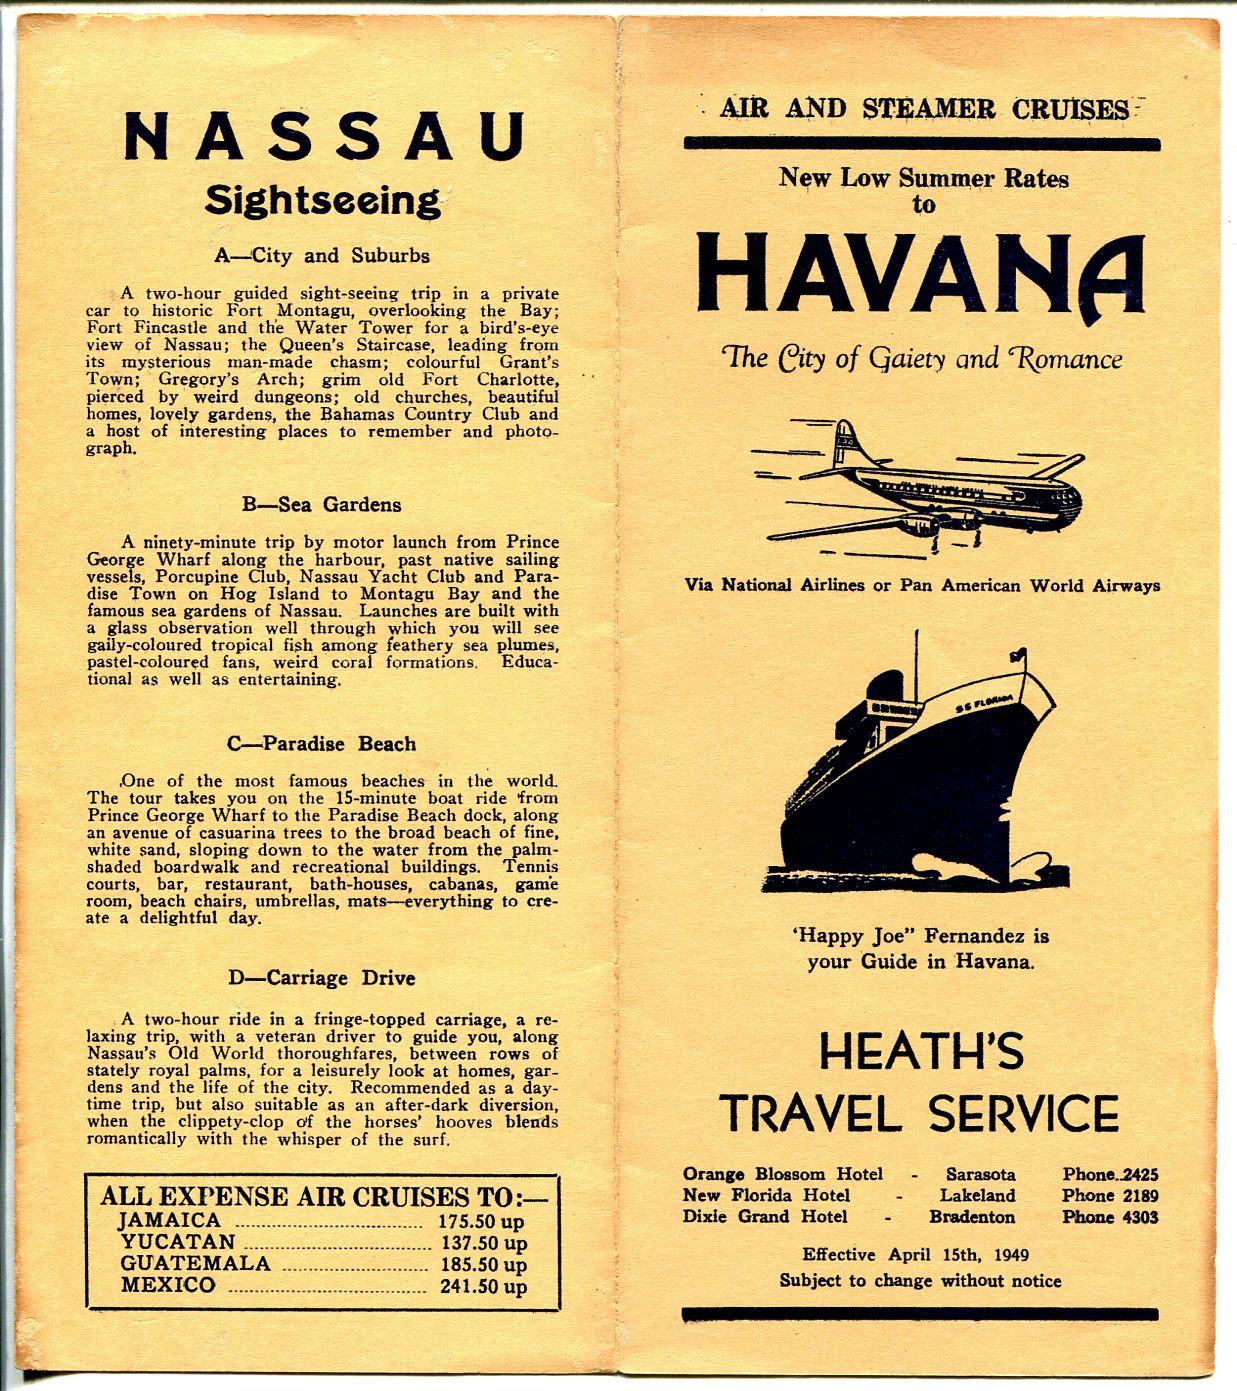 NASSAU
Sightseeing
A—City and Suburbs
A two-hour guided sight-seeing trip in a private
car to historic Fort Montagu, overlooking the Bay;
Fort Fincastle and the Water Tower for a bird's-eye
view of Nassau; the Queen's Staircase, leading from
its mysterious man-made chasm; colourful Grant's
Town; Gregory's Arch; grim old Fort Charlotte,
pierced by weird dungeons; old churches, beautiful
homes, lovely gardens, the Bahamas Country Club and
a host of interesting places to remember and photo-
graph.
B—Sea Gardens
A ninety-minute trip by motor launch from Prince
George Wharf along the harbour, past native sailing
vessels, Porcupine Club, Nassau Yacht Club and Para-
dise Town on Hog Island to Montagu Bay and the
famous sea gardens of Nassau. Launches are built with
a glass observation well through which you will see
gaily-coloured tropical fish among feathery sea plumes,
pastel-coloured fans, weird coral formations. Educa-
tional as well as entertaining.
C—Paradise Beach
One of the most famous beaches in the world.
The tour takes you on the 15-minute boat ride from
Prince George Wharf to the Paradise Beach dock, along
an avenue of casuarina trees to the broad beach of fine,
white sand, sloping down to the water from the palm-
shaded boardwalk and recreational buildings. Tennis
courts, bar, restaurant, bath-houses, cabanas, game
room, beach chairs, umbrellas, mats—everything to cre-
ate a delightful day.
D—Carriage Drive
A two-hour ride in a fringe-topped carriage, a re-
laxing trip, with a veteran driver to guide you, along
Nassau's Old World thoroughfares, between rows of
stately royal palms, for a leisurely look at homes, gar-
dens and the life of the city. Recommended as a day-
time trip, but also suitable as an after-dark diversion,
when the clippety-clop of the horses' hooves blends
romantically with the whisper of the surf.
ALL EXPENSE AIR CRUISES TO:—
JAMAICA 175.50 up
YUCATAN 137.50 up
GUATEMALA 185.50 up
MEXICO 241.50 up
AIR AND STEAMER CRUISES
New Low Summer Rates
to
HAVANA
The City of Gaiety and Romance
Via National Airlines or Pan American World Airways
SS FLORIDA
'Happy Joe" Fernandez is
your Guide in Havana.
HEATH'S
TRAVEL SERVICE
Orange Blossom Hotel - Sarasota Phone 2425
New Florida Hotel - Lakeland Phone 2189
Dixie Grand Hotel - Bradenton Phone 4303
Effective April 15th, 1949
Subject to change without notice